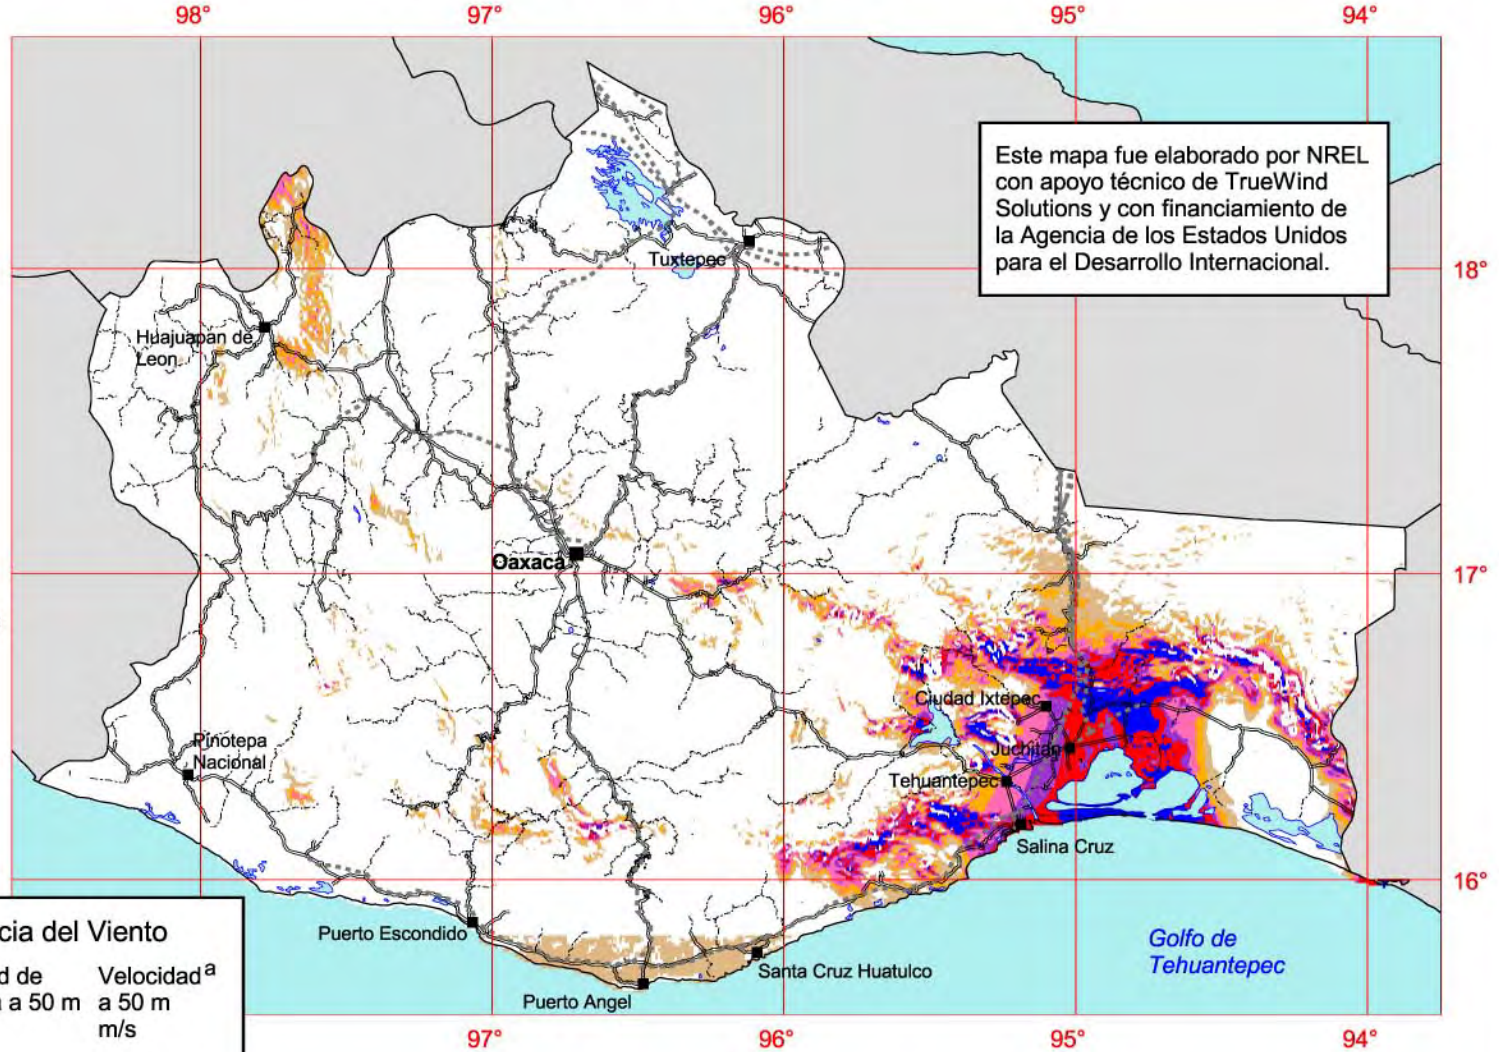 98°
97°
96°
95°
94°
Este mapa fue elaborado por NREL
con apoyo técnico de TrueWind
Solutions y con financiamiento de
la Agencia de los Estados Unidos
para el Desarrollo Internacional.
Tuxtepec
18°
Huajuapan de
Leon
Oaxaca
17°
Ciudad Ixtepec
Pinotepa
Nacional
Juchitan
Tehuantepec
Salina Cruz
16°
Puerto Escondido
Golfo de
Tehuantepec
Santa Cruz Huatulco
Puerto Angel
cia del Viento
d de
a 50 m
Velocidad a
a 50 m
m/s
97°
96°
95°
94°